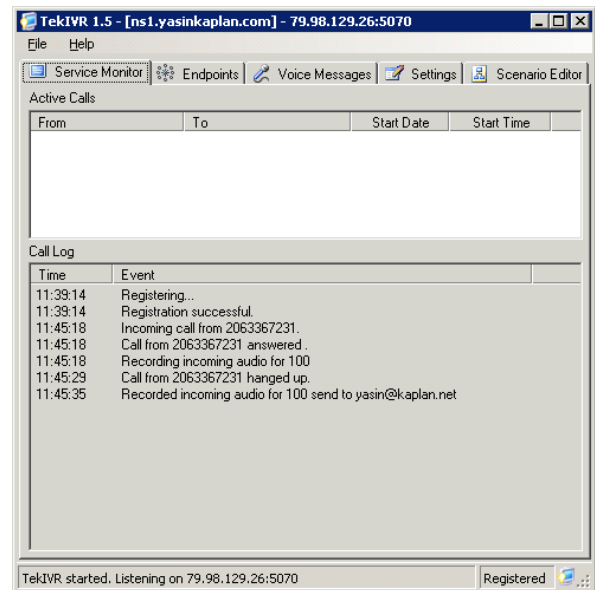 TekIVR 1.5 - [ns1.yasinkaplan.com] - 79.98.129.26:5070
File Help
Service Monitor Endpoints Voice Messages Settings Scenario Editor
Active Calls
From To Start Date Start Time
Call Log
Time Event
11:39:14 Registering...
11:39:14 Registration successful.
11:45:18 Incoming call from 2063367231.
11:45:18 Call from 2063367231 answered .
11:45:18 Recording incoming audio for 100
11:45:29 Call from 2063367231 hanged up.
11:45:35 Recorded incoming audio for 100 send to yasin@kaplan.net
TekIVR started. Listening on 79.98.129.26:5070 Registered